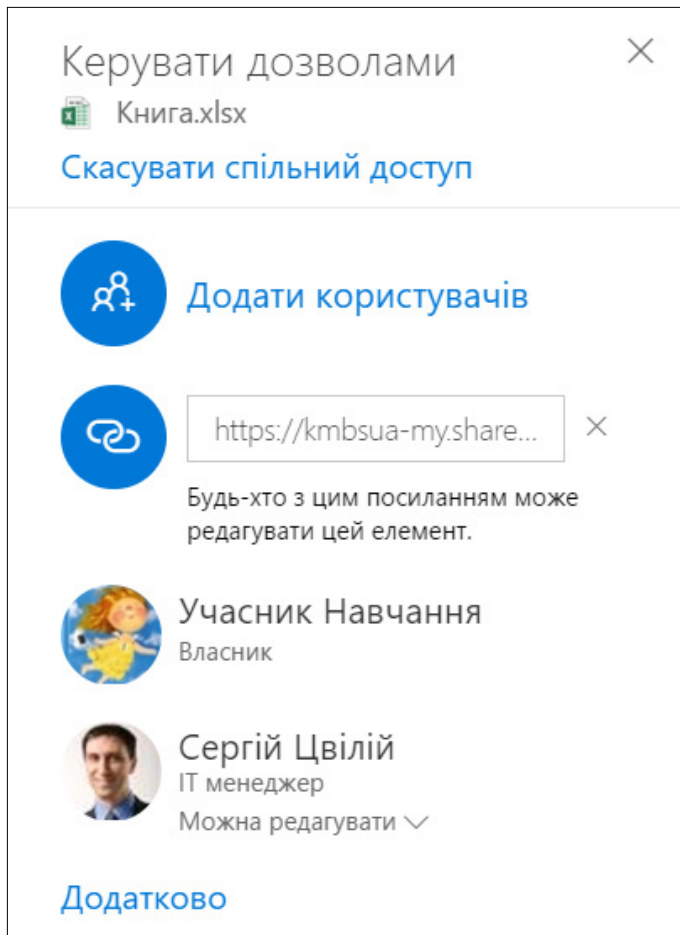 Керувати дозволами
Книга.xlsx
Скасувати спільний доступ
Додати користувачів
https://kmbsua-my.share...
Будь-хто з цим посиланням може
редагувати цей елемент.
Учасник Навчання
Власник
Сергій Цвілій
ІТ менеджер
Можна редагувати
Додатково